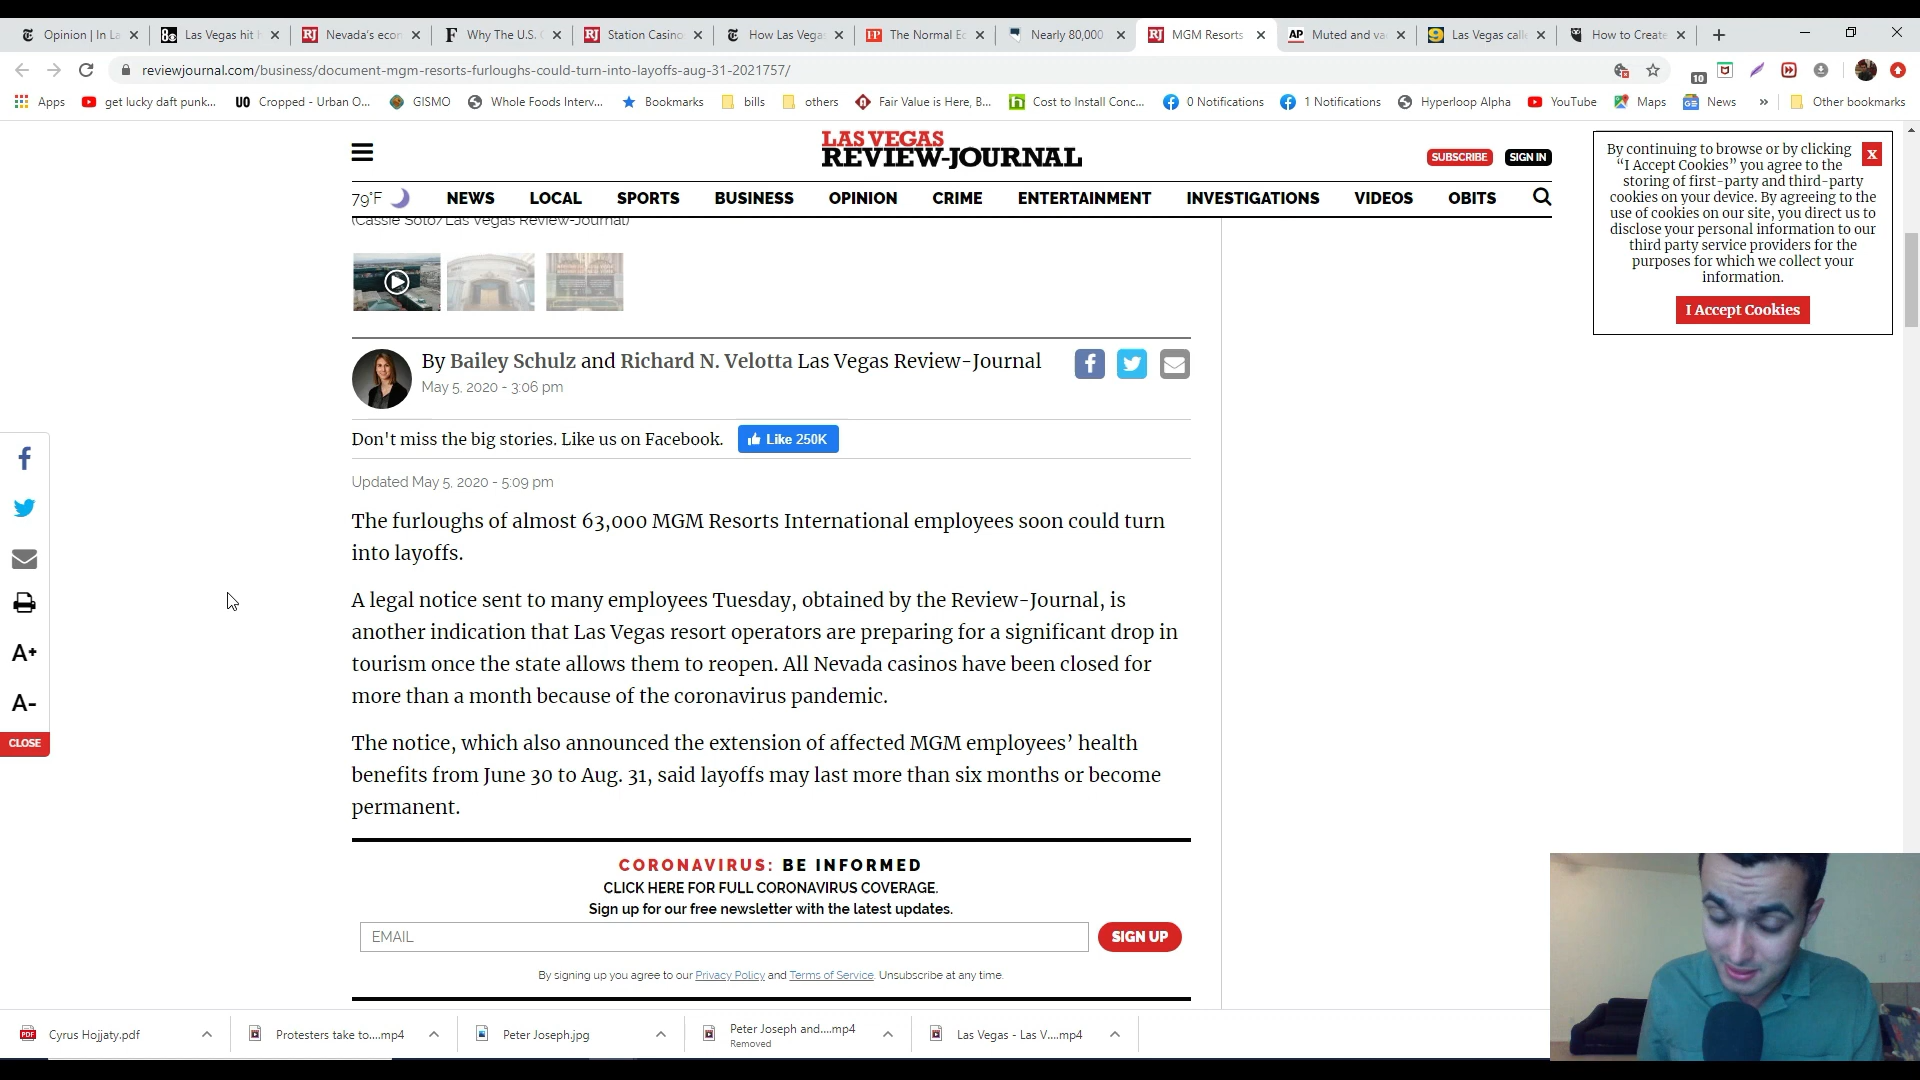 Opinion | In La
Las Vegas hit h
Nevada's econ
Why The U.S. C
Station Casino
How Las Vegas
The Normal Ec
Nearly 80,000
MGM Resorts
Muted and va
Las Vegas calle
How to Create
reviewjournal.com/business/document-mgm-resorts-furloughs-could-turn-into-layoffs-aug-31-2021757/
10
Apps
get lucky daft punk...
UO Cropped - Urban O...
GISMO
Whole Foods Interv...
Bookmarks
bills
others
Fair Value is Here, B...
Cost to Install Conc...
0 Notifications
1 Notifications
Hyperloop Alpha
YouTube
Maps
News
»
Other bookmarks
LAS VEGAS
REVIEW-JOURNAL
SUBSCRIBE
SIGN IN
79°F
NEWS
LOCAL
SPORTS
BUSINESS
OPINION
CRIME
ENTERTAINMENT
INVESTIGATIONS
VIDEOS
OBITS
By continuing to browse or by clicking
“I Accept Cookies” you agree to the
storing of first-party and third-party
cookies on your device. By agreeing to the
use of cookies on our site, you direct us to
disclose your personal information to our
third party service providers for the
purposes for which we collect your
information.
X
I Accept Cookies
(Cassie Soto/Las Vegas Review-Journal)
By Bailey Schulz and Richard N. Velotta Las Vegas Review-Journal
May 5, 2020 - 3:06 pm
Don't miss the big stories. Like us on Facebook.
Like 250K
Updated May 5, 2020 - 5:09 pm
The furloughs of almost 63,000 MGM Resorts International employees soon could turn
into layoffs.
A legal notice sent to many employees Tuesday, obtained by the Review-Journal, is
another indication that Las Vegas resort operators are preparing for a significant drop in
tourism once the state allows them to reopen. All Nevada casinos have been closed for
more than a month because of the coronavirus pandemic.
The notice, which also announced the extension of affected MGM employees’ health
benefits from June 30 to Aug. 31, said layoffs may last more than six months or become
permanent.
A+
A-
CLOSE
CORONAVIRUS: BE INFORMED
CLICK HERE FOR FULL CORONAVIRUS COVERAGE.
Sign up for our free newsletter with the latest updates.
EMAIL
SIGN UP
By signing up you agree to our Privacy Policy and Terms of Service. Unsubscribe at any time.
Cyrus Hojjaty.pdf
Protesters take to....mp4
Peter Joseph.jpg
Peter Joseph and....mp4
Removed
Las Vegas - Las V....mp4